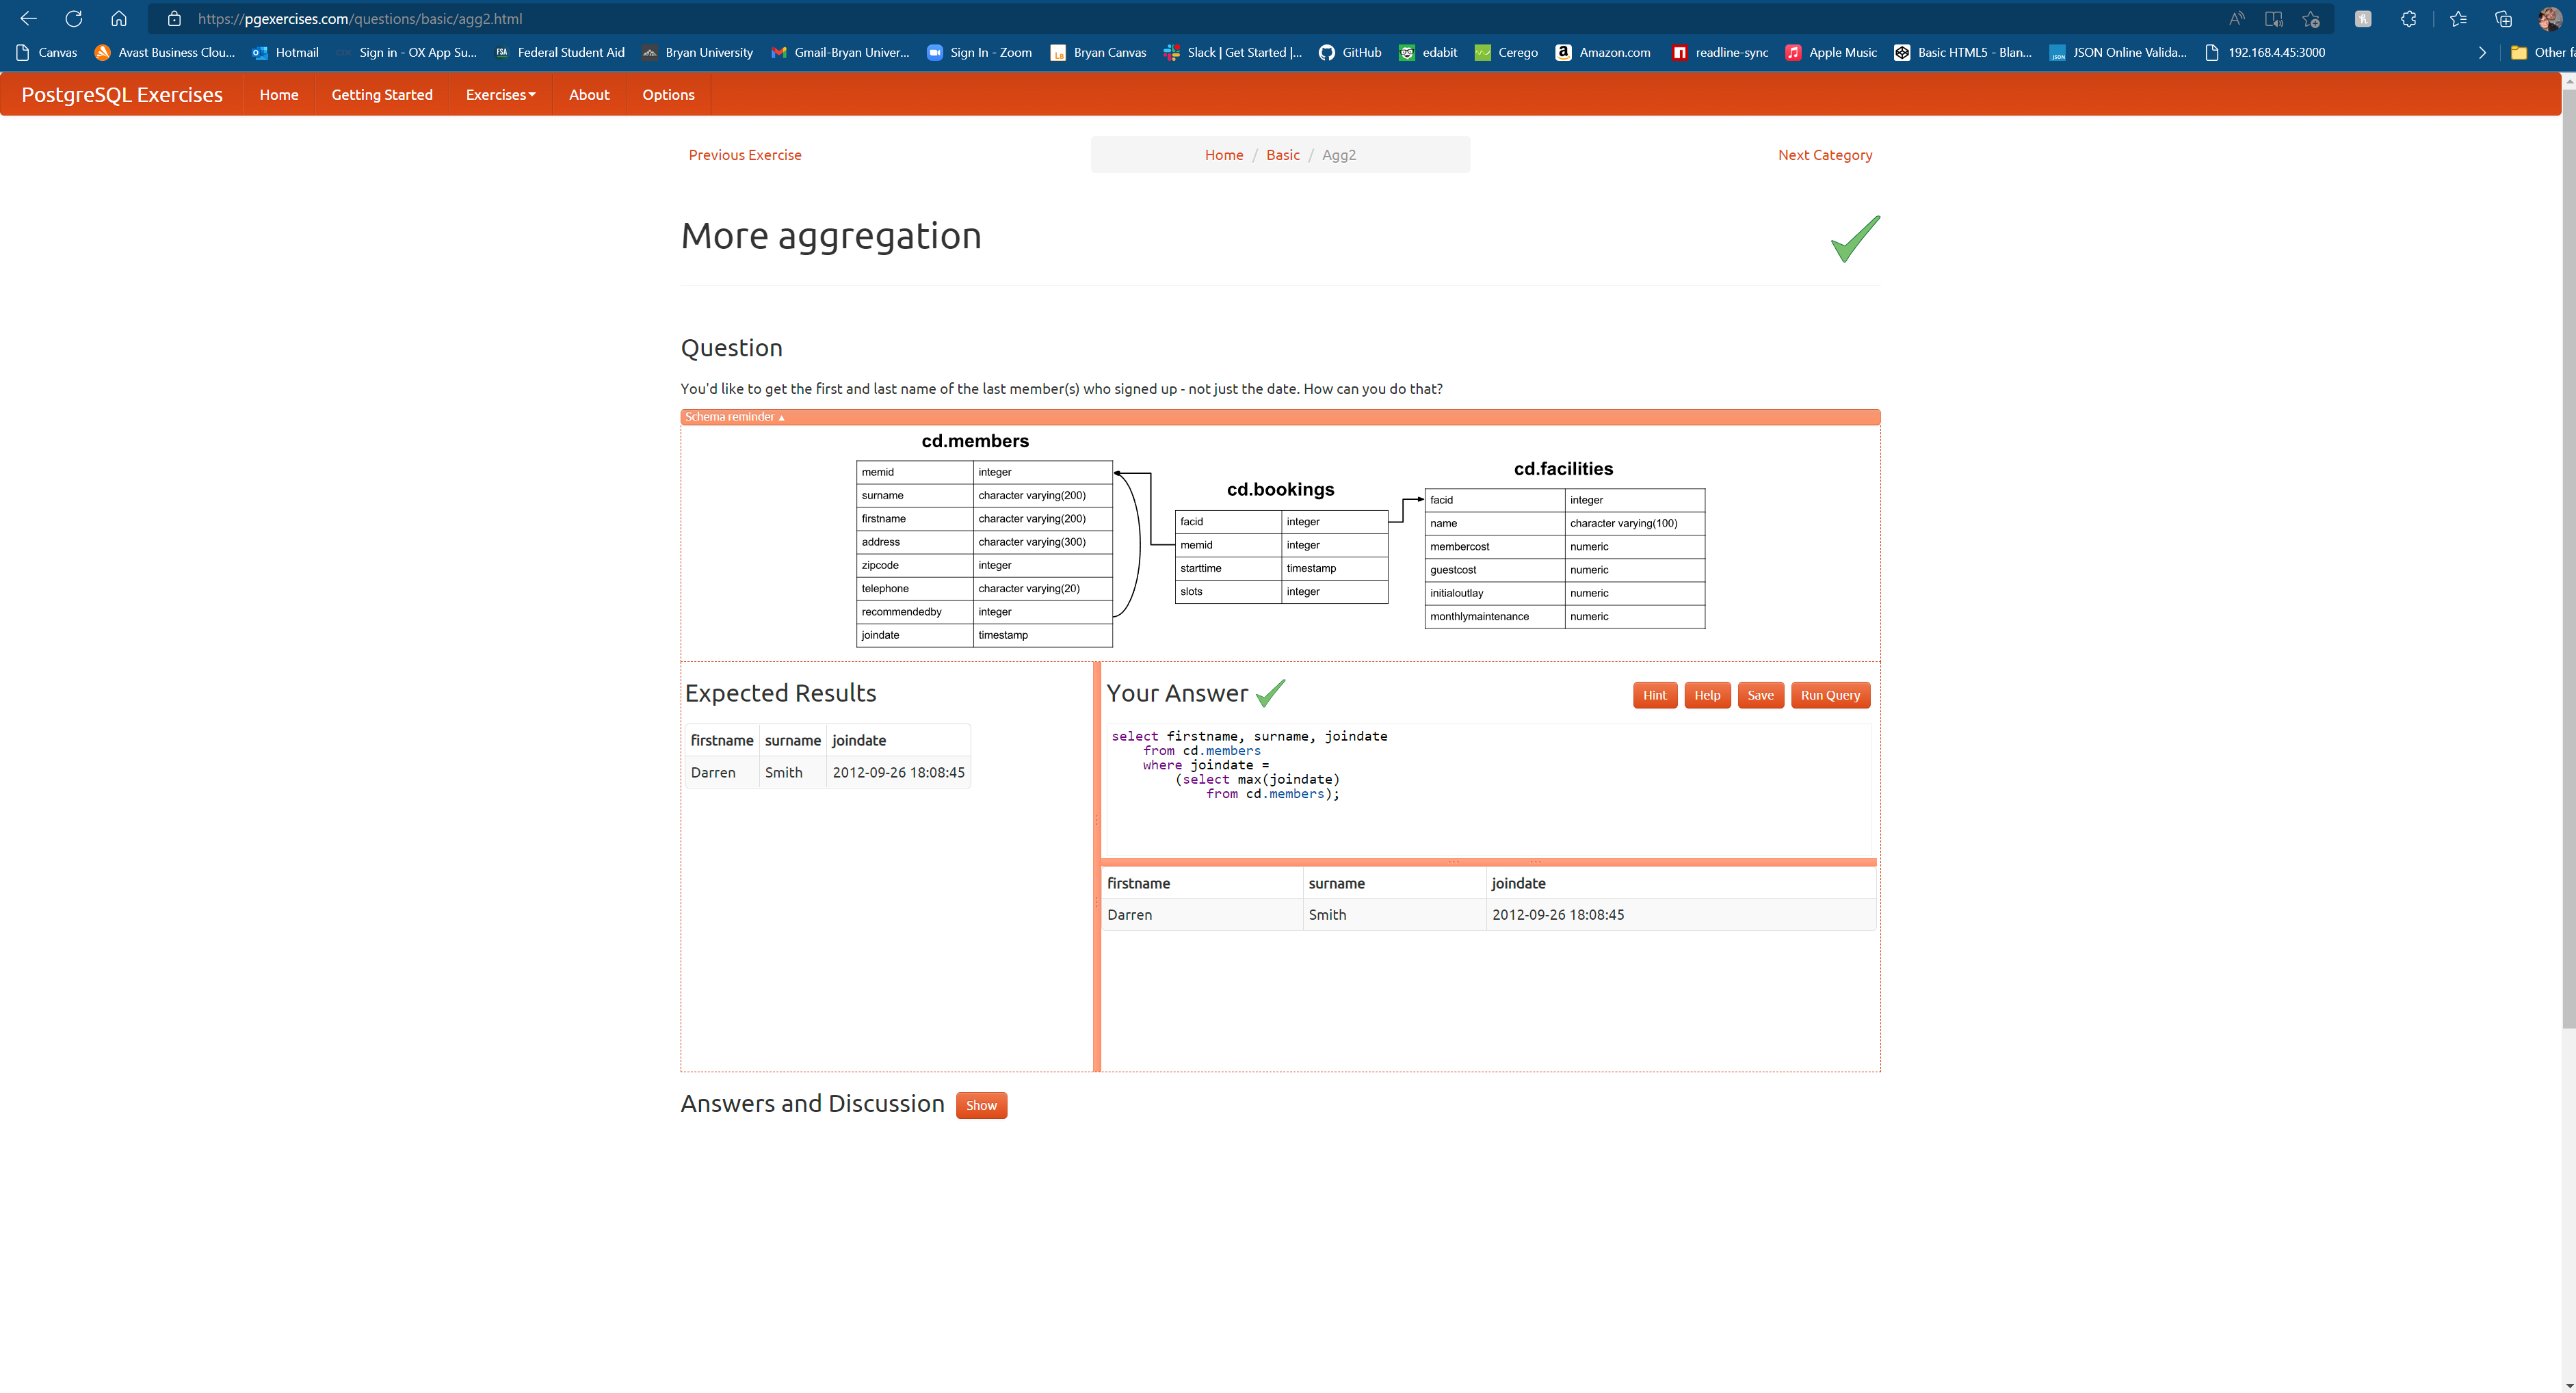 https://pgexercises.com/questions/basic/agg2.html
Canvas Avast Business Clou... Hotmail Sign in - OX App Su... Federal Student Aid Bryan University Gmail-Bryan Univer... Sign In - Zoom Bryan Canvas Slack | Get Started |... GitHub edabit Cerego Amazon.com readline-sync Apple Music Basic HTML5 - Blan... JSON Online Valida... 192.168.4.45:3000 Other fa
PostgreSQL Exercises Home Getting Started Exercises About Options
Previous Exercise Home / Basic / Agg2 Next Category
More aggregation
Question
You'd like to get the first and last name of the last member(s) who signed up - not just the date. How can you do that?
Schema reminder
cd.members
memid integer
surname character varying(200)
firstname character varying(200)
address character varying(300)
zipcode integer
telephone character varying(20)
recommendedby integer
joindate timestamp
cd.bookings
facid integer
memid integer
starttime timestamp
slots integer
cd.facilities
facid integer
name character varying(100)
membercost numeric
guestcost numeric
initialoutlay numeric
monthlymaintenance numeric
Expected Results
firstname surname joindate
Darren Smith 2012-09-26 18:08:45
Your Answer Hint Help Save Run Query
select firstname, surname, joindate
from cd.members
where joindate =
(select max(joindate)
from cd.members);
firstname surname joindate
Darren Smith 2012-09-26 18:08:45
Answers and Discussion Show